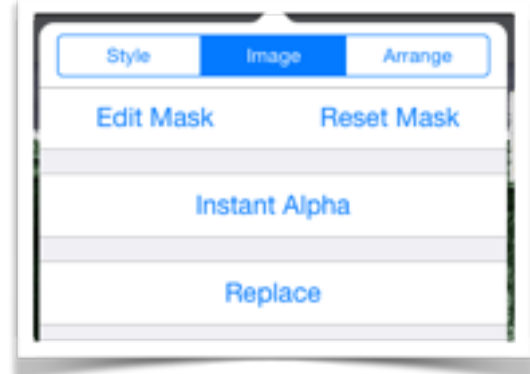 Style Image Arrange
Edit Mask Reset Mask
Instant Alpha
Replace